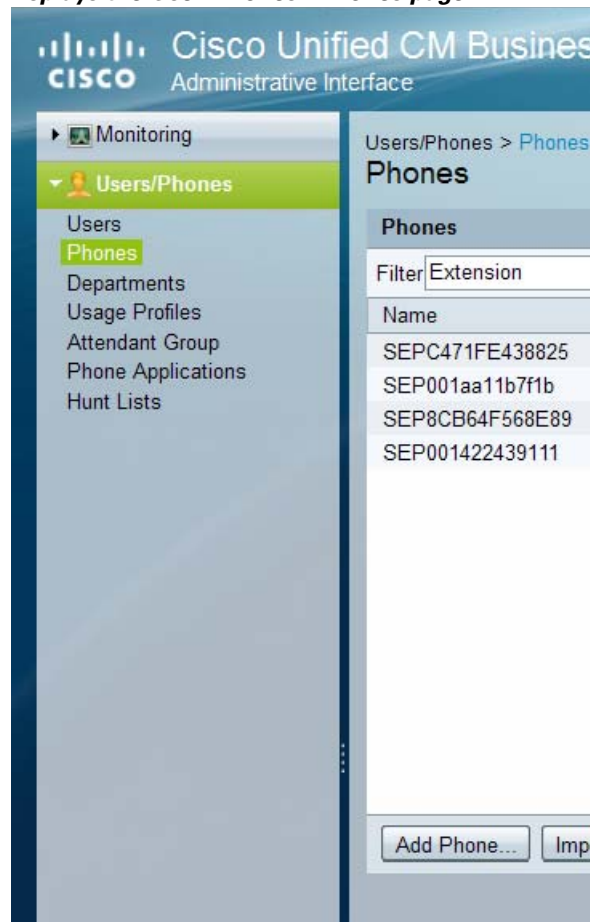 Cisco Unified CM Busines
CISCO
Administrative Interface
Monitoring
Users/Phones
Users
Phones
Departments
Usage Profiles
Attendant Group
Phone Applications
Hunt Lists
Users/Phones > Phones
Phones
Phones
Filter Extension
Name
SEPC471FE438825
SEP001aa11b7f1b
SEP8CB64F568E89
SEP001422439111
Add Phone... Imp